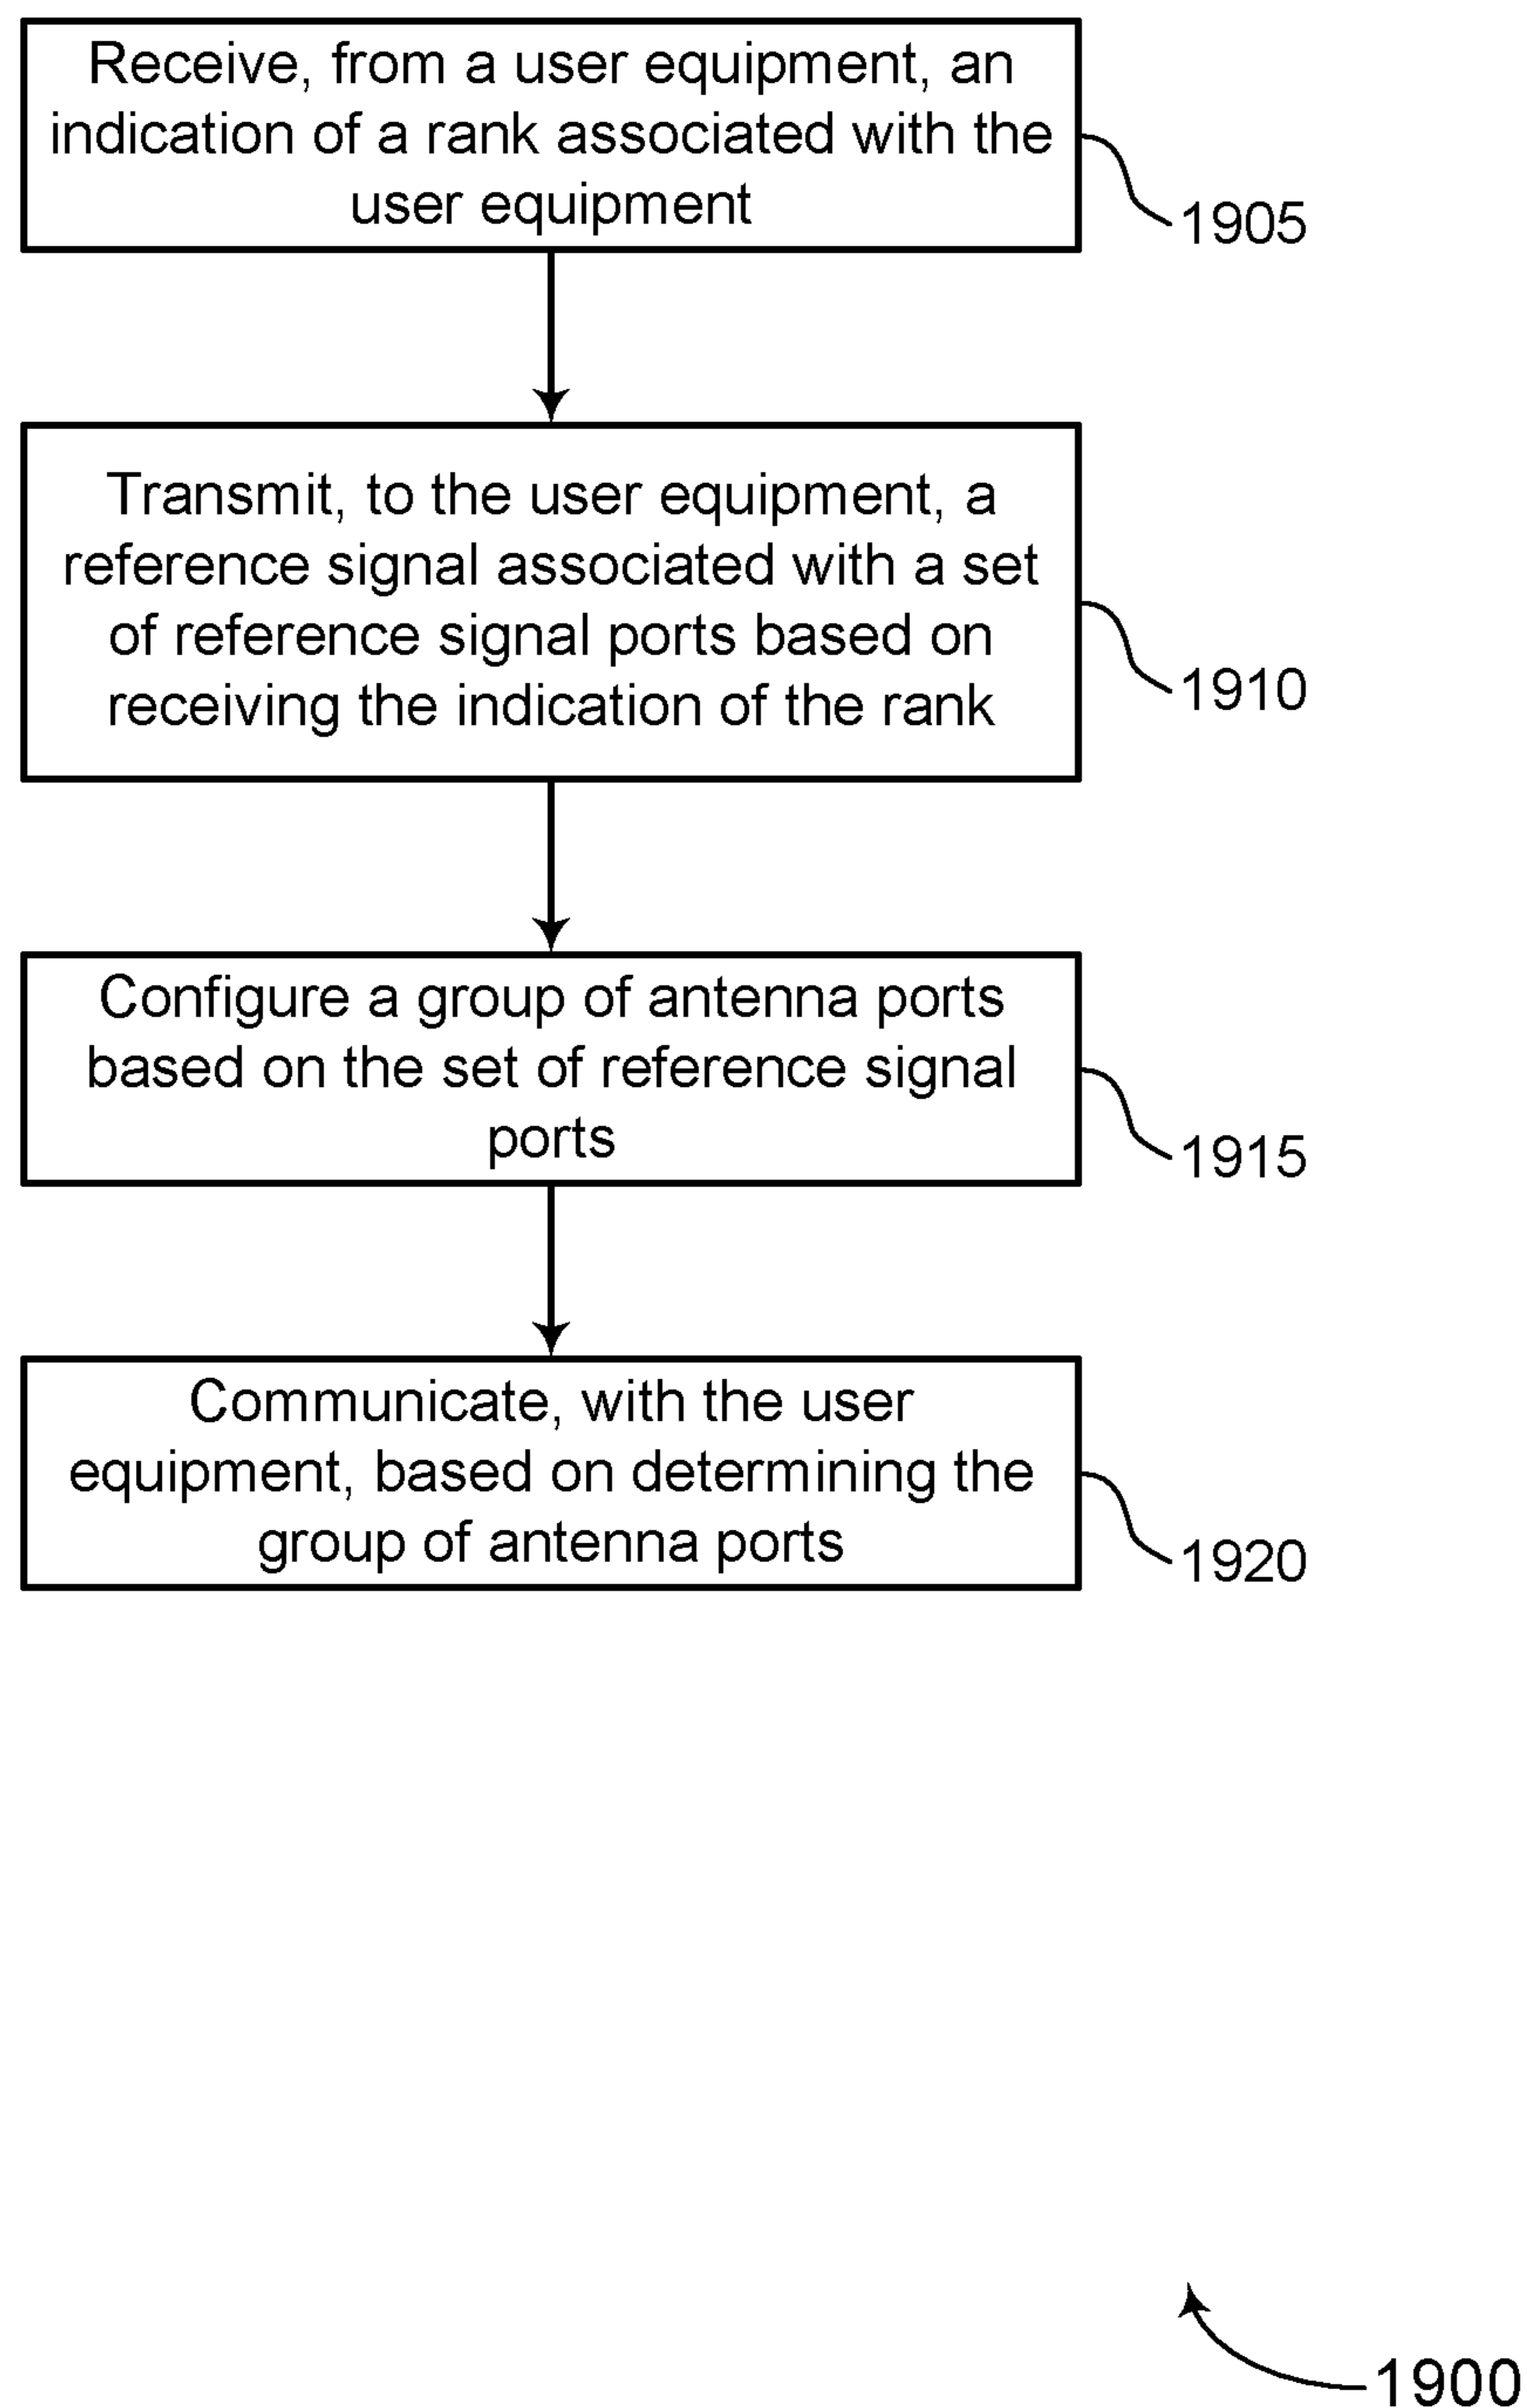 Receive, from a user equipment, an
indication of a rank associated with the
user equipment
1905
Transmit, to the user equipment, a
reference signal associated with a set
of reference signal ports based on
receiving the indication of the rank
1910
Configure a group of antenna ports
based on the set of reference signal
ports
1915
Communicate, with the user
equipment, based on determining the
group of antenna ports
1920
1900